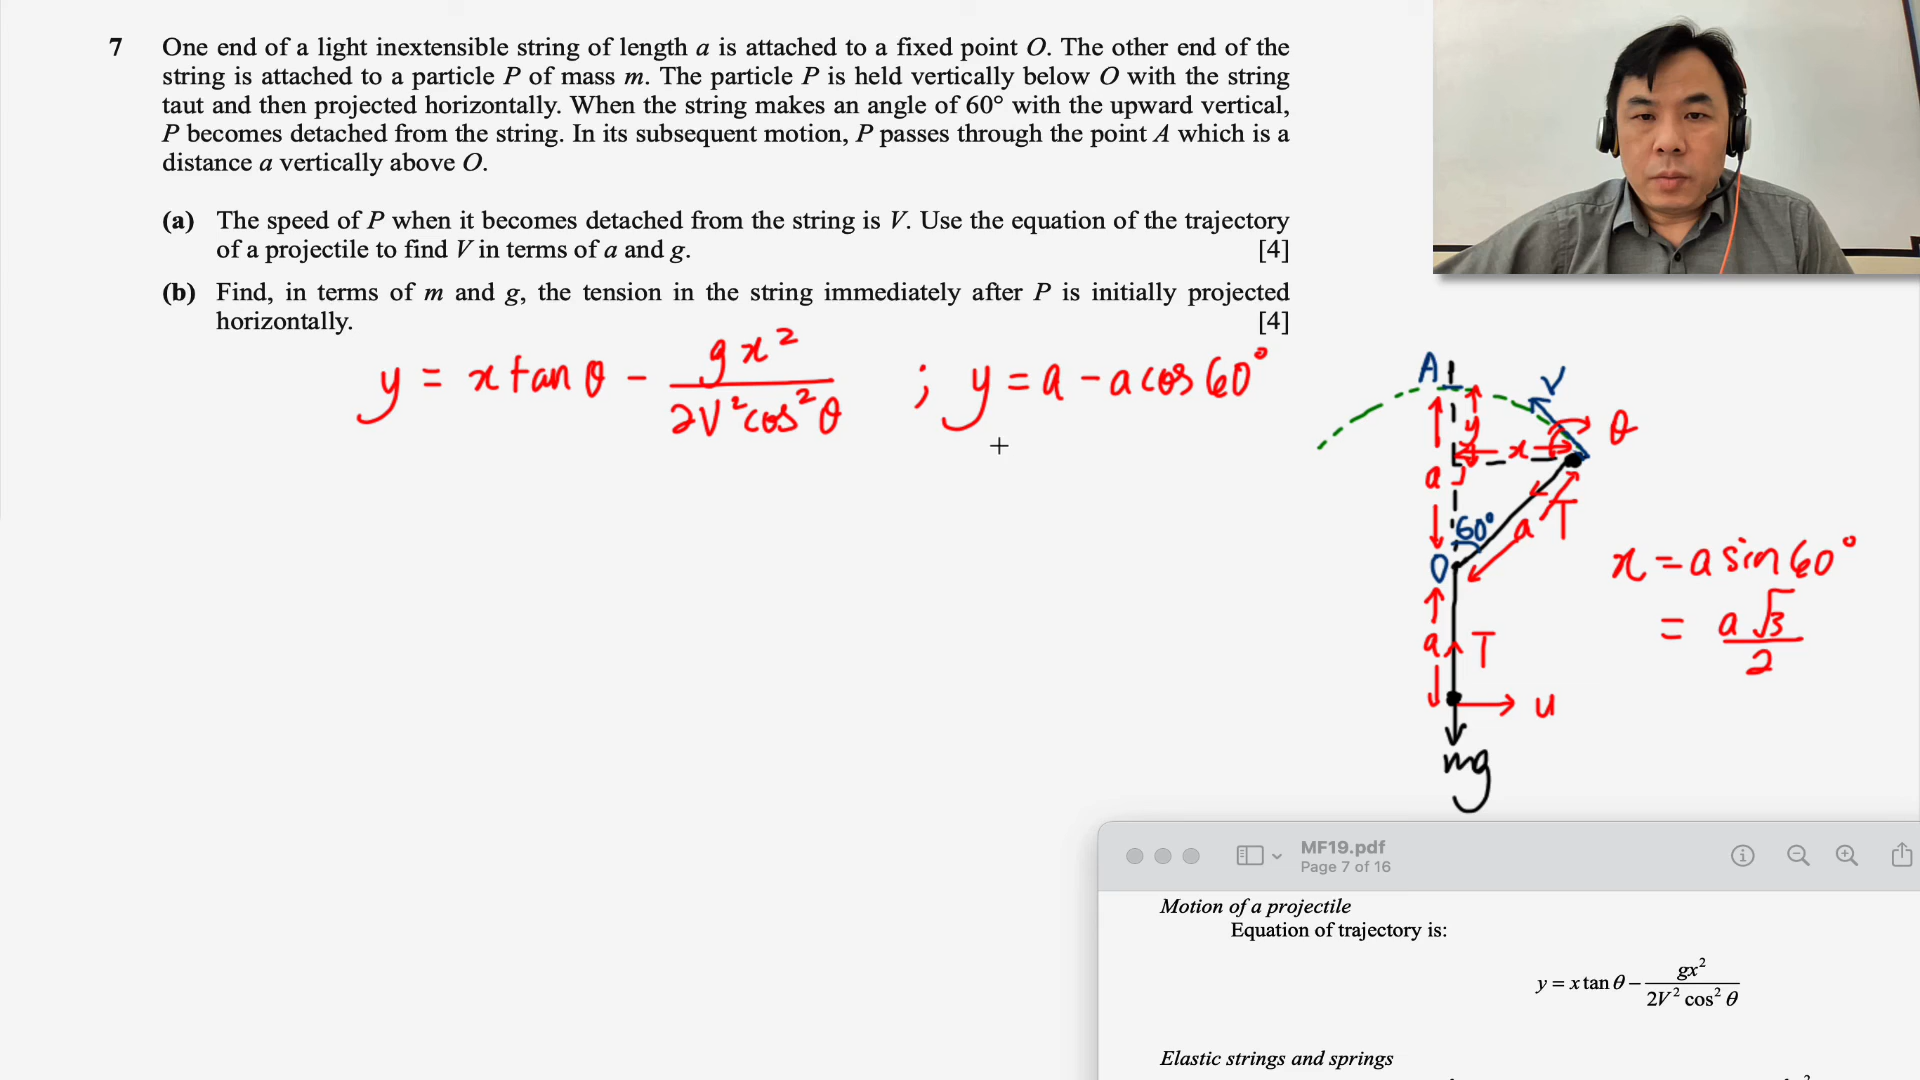 7 One end of a light inextensible string of length a is attached to a fixed point O. The other end of the
string is attached to a particle P of mass m. The particle P is held vertically below O with the string
taut and then projected horizontally. When the string makes an angle of 60° with the upward vertical,
P becomes detached from the string. In its subsequent motion, P passes through the point A which is a
distance a vertically above O.
(a) The speed of P when it becomes detached from the string is V. Use the equation of the trajectory
of a projectile to find V in terms of a and g. [4]
(b) Find, in terms of m and g, the tension in the string immediately after P is initially projected
horizontally. [4]
y = x tan θ − gx² / 2V²cos²θ ; y = a − a cos 60°
A
V
θ
y
x
a
60°
a
T
O
x = a sin 60°
= a√3 / 2
a
T
u
mg
MF19.pdf
Page 7 of 16
Motion of a projectile
Equation of trajectory is:
y = x tan θ − gx² / 2V² cos² θ
Elastic strings and springs